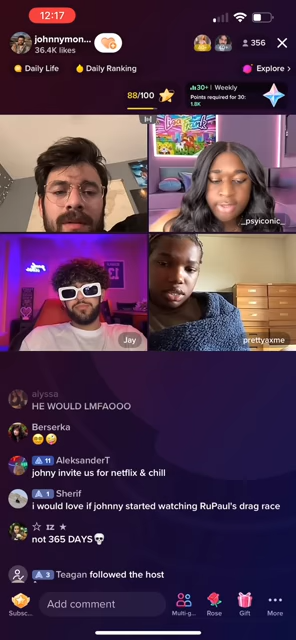 12:17
johnnymon...
36.4K likes
356
Daily Life
Daily Ranking
Explore >
88/100
30+ | Weekly
Points required for 30:
1.8K
_psyiconic_
13
Jay
prettyaxme
alyssa
HE WOULD LMFAOOO
Berserka
11 AleksanderT
johny invite us for netflix & chill
1 Sherif
i would love if johnny started watching RuPaul's drag race
☆ ɪᴢ ★
not 365 DAYS
3 Teagan followed the host
Subsc...
Add comment
Multi-g...
Rose
Gift
More